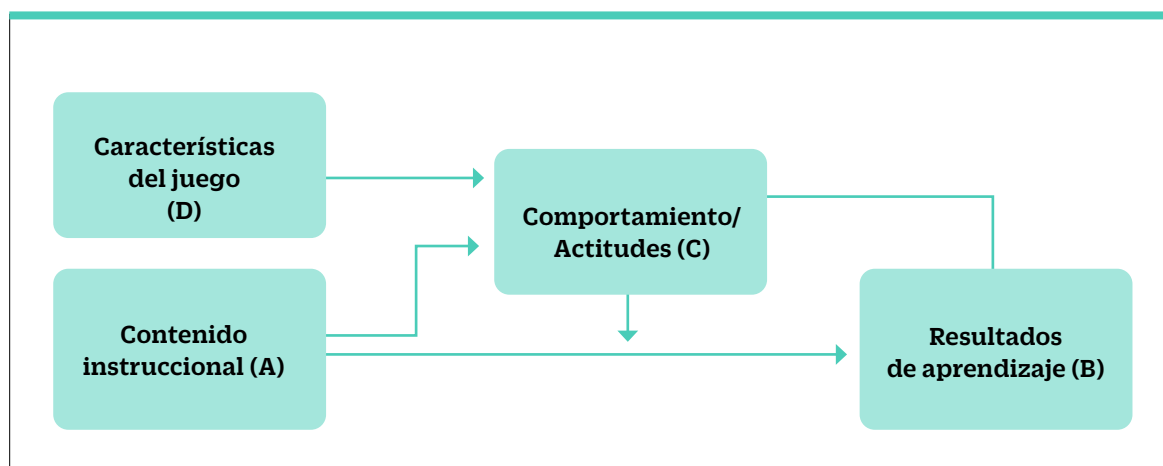 Características
del juego
(D)
Comportamiento/
Actitudes (C)
Contenido
instruccional (A)
Resultados
de aprendizaje (B)